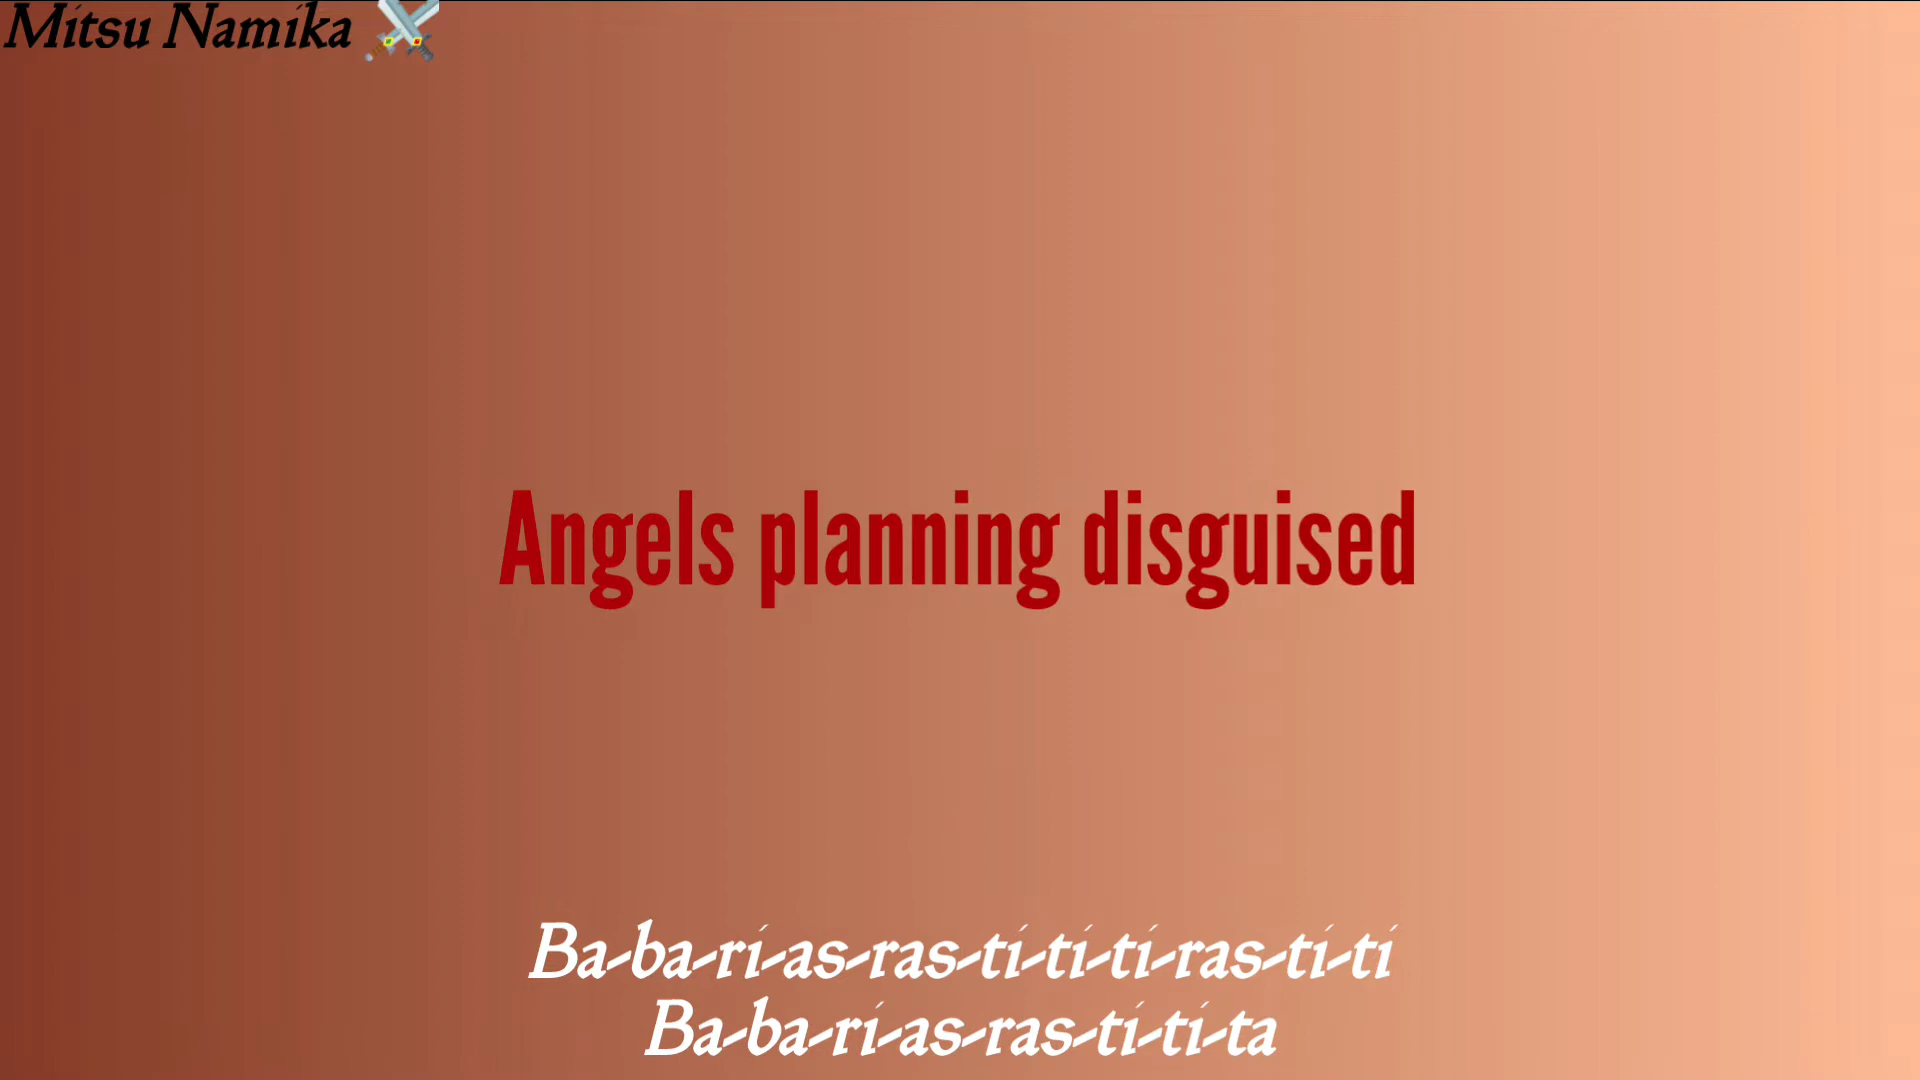 Mitsu Namika ⚔️
Angels planning disguised
Ba-ba-ri-as-ras-ti-ti-ti-ras-ti-ti
Ba-ba-ri-as-ras-ti-ti-ta